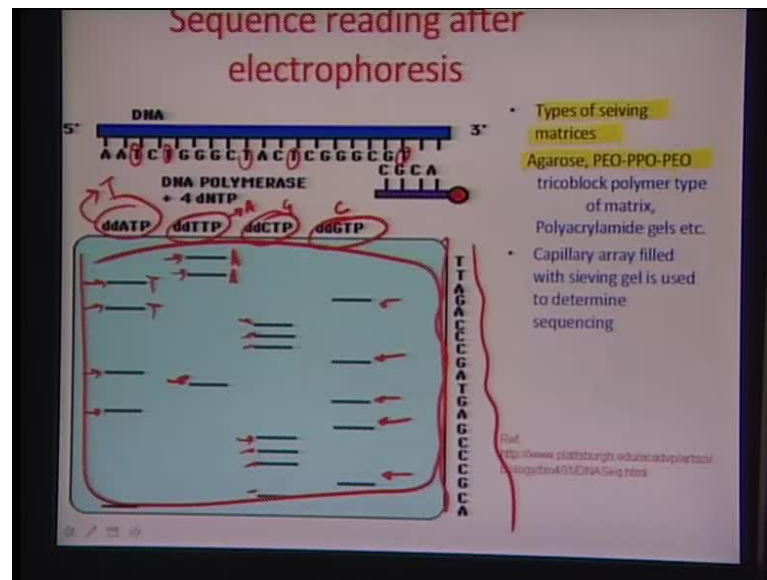 Sequence reading after
electrophoresis
DNA
5'
3'
A A T C T G G G C T A C T C G G G C G T
C G C A
DNA POLYMERASE
+ 4 dNTP
T
A
G
C
ddATP
ddTTP
ddCTP
ddGTP
A
A
T
T
T
T
A
G
A
C
C
C
G
A
T
G
A
G
C
C
C
G
C
A
• Types of seiving
matrices
Agarose, PEO-PPO-PEO
tricoblock polymer type
of matrix,
Polyacrylamide gels etc.
• Capillary array filled
with sieving gel is used
to determine
sequencing
Ref: